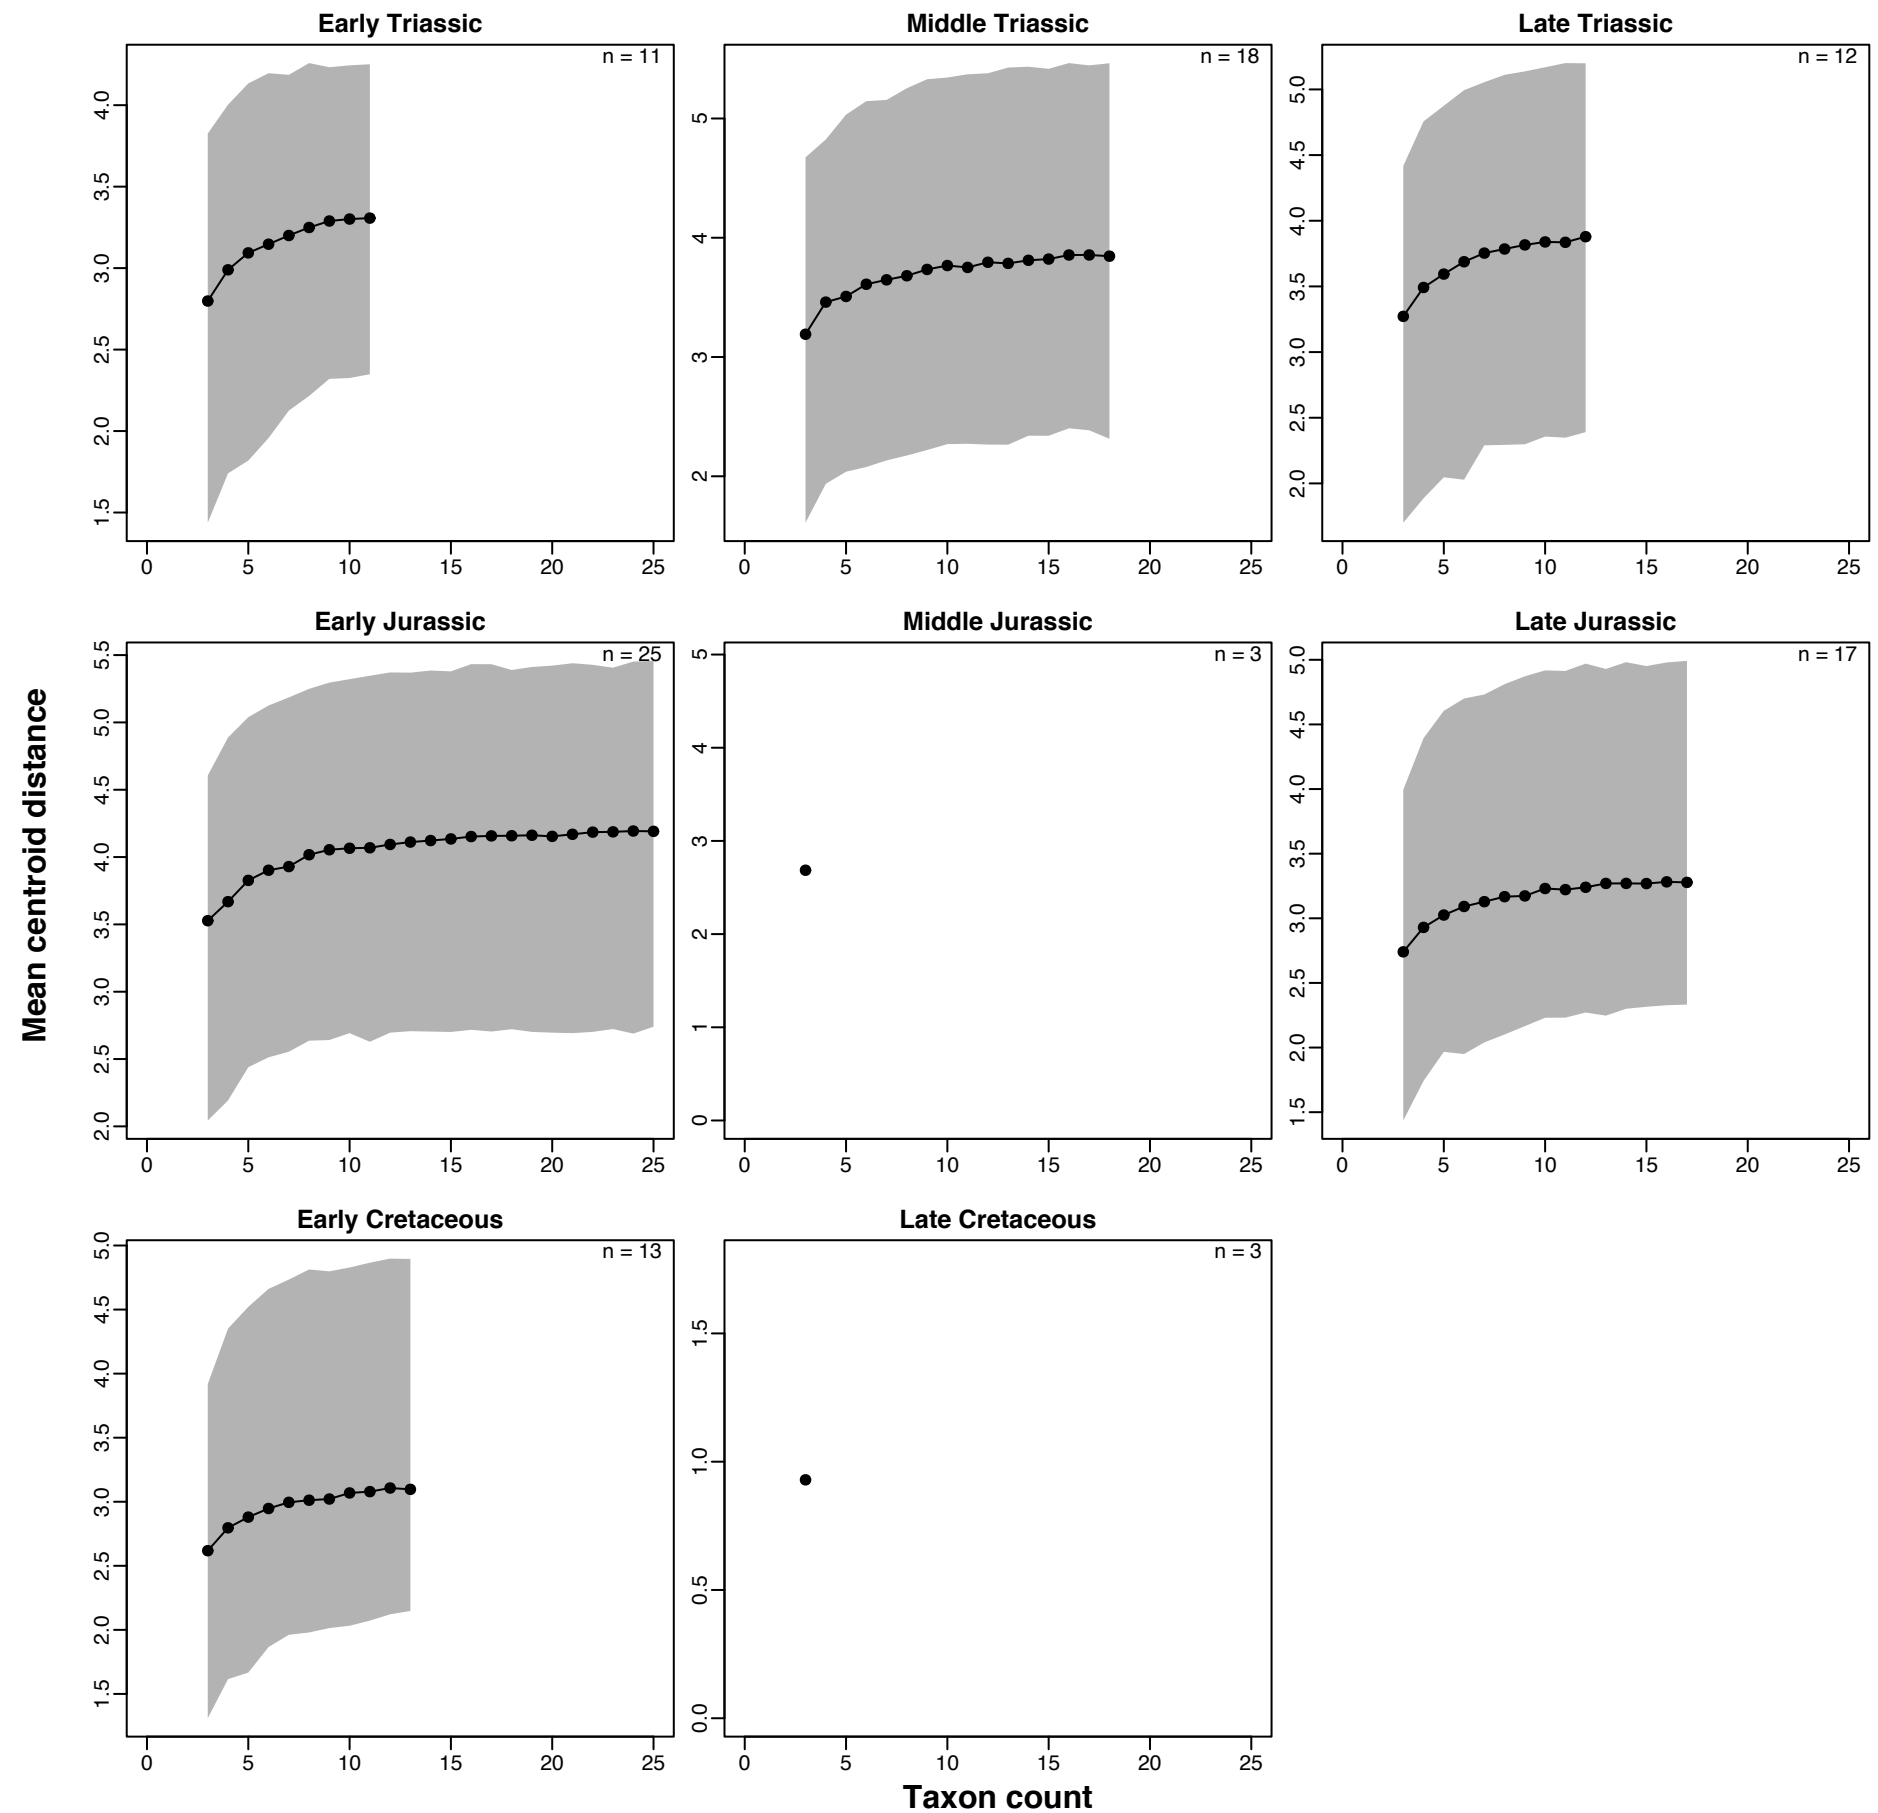 Early Triassic
n = 11
4.0
3.5
3.0
2.5
2.0
1.5
0 5 10 15 20 25
Middle Triassic
n = 18
5
4
3
2
0 5 10 15 20 25
Late Triassic
n = 12
5.0
4.5
4.0
3.5
3.0
2.5
2.0
0 5 10 15 20 25
Mean centroid distance
Early Jurassic
n = 25
5.5
5.0
4.5
4.0
3.5
3.0
2.5
2.0
0 5 10 15 20 25
Middle Jurassic
n = 3
5
4
3
2
1
0
0 5 10 15 20 25
Late Jurassic
n = 17
5.0
4.5
4.0
3.5
3.0
2.5
2.0
1.5
0 5 10 15 20 25
Early Cretaceous
n = 13
5.0
4.5
4.0
3.5
3.0
2.5
2.0
1.5
0 5 10 15 20 25
Late Cretaceous
n = 3
1.5
1.0
0.5
0.0
0 5 10 15 20 25
Taxon count